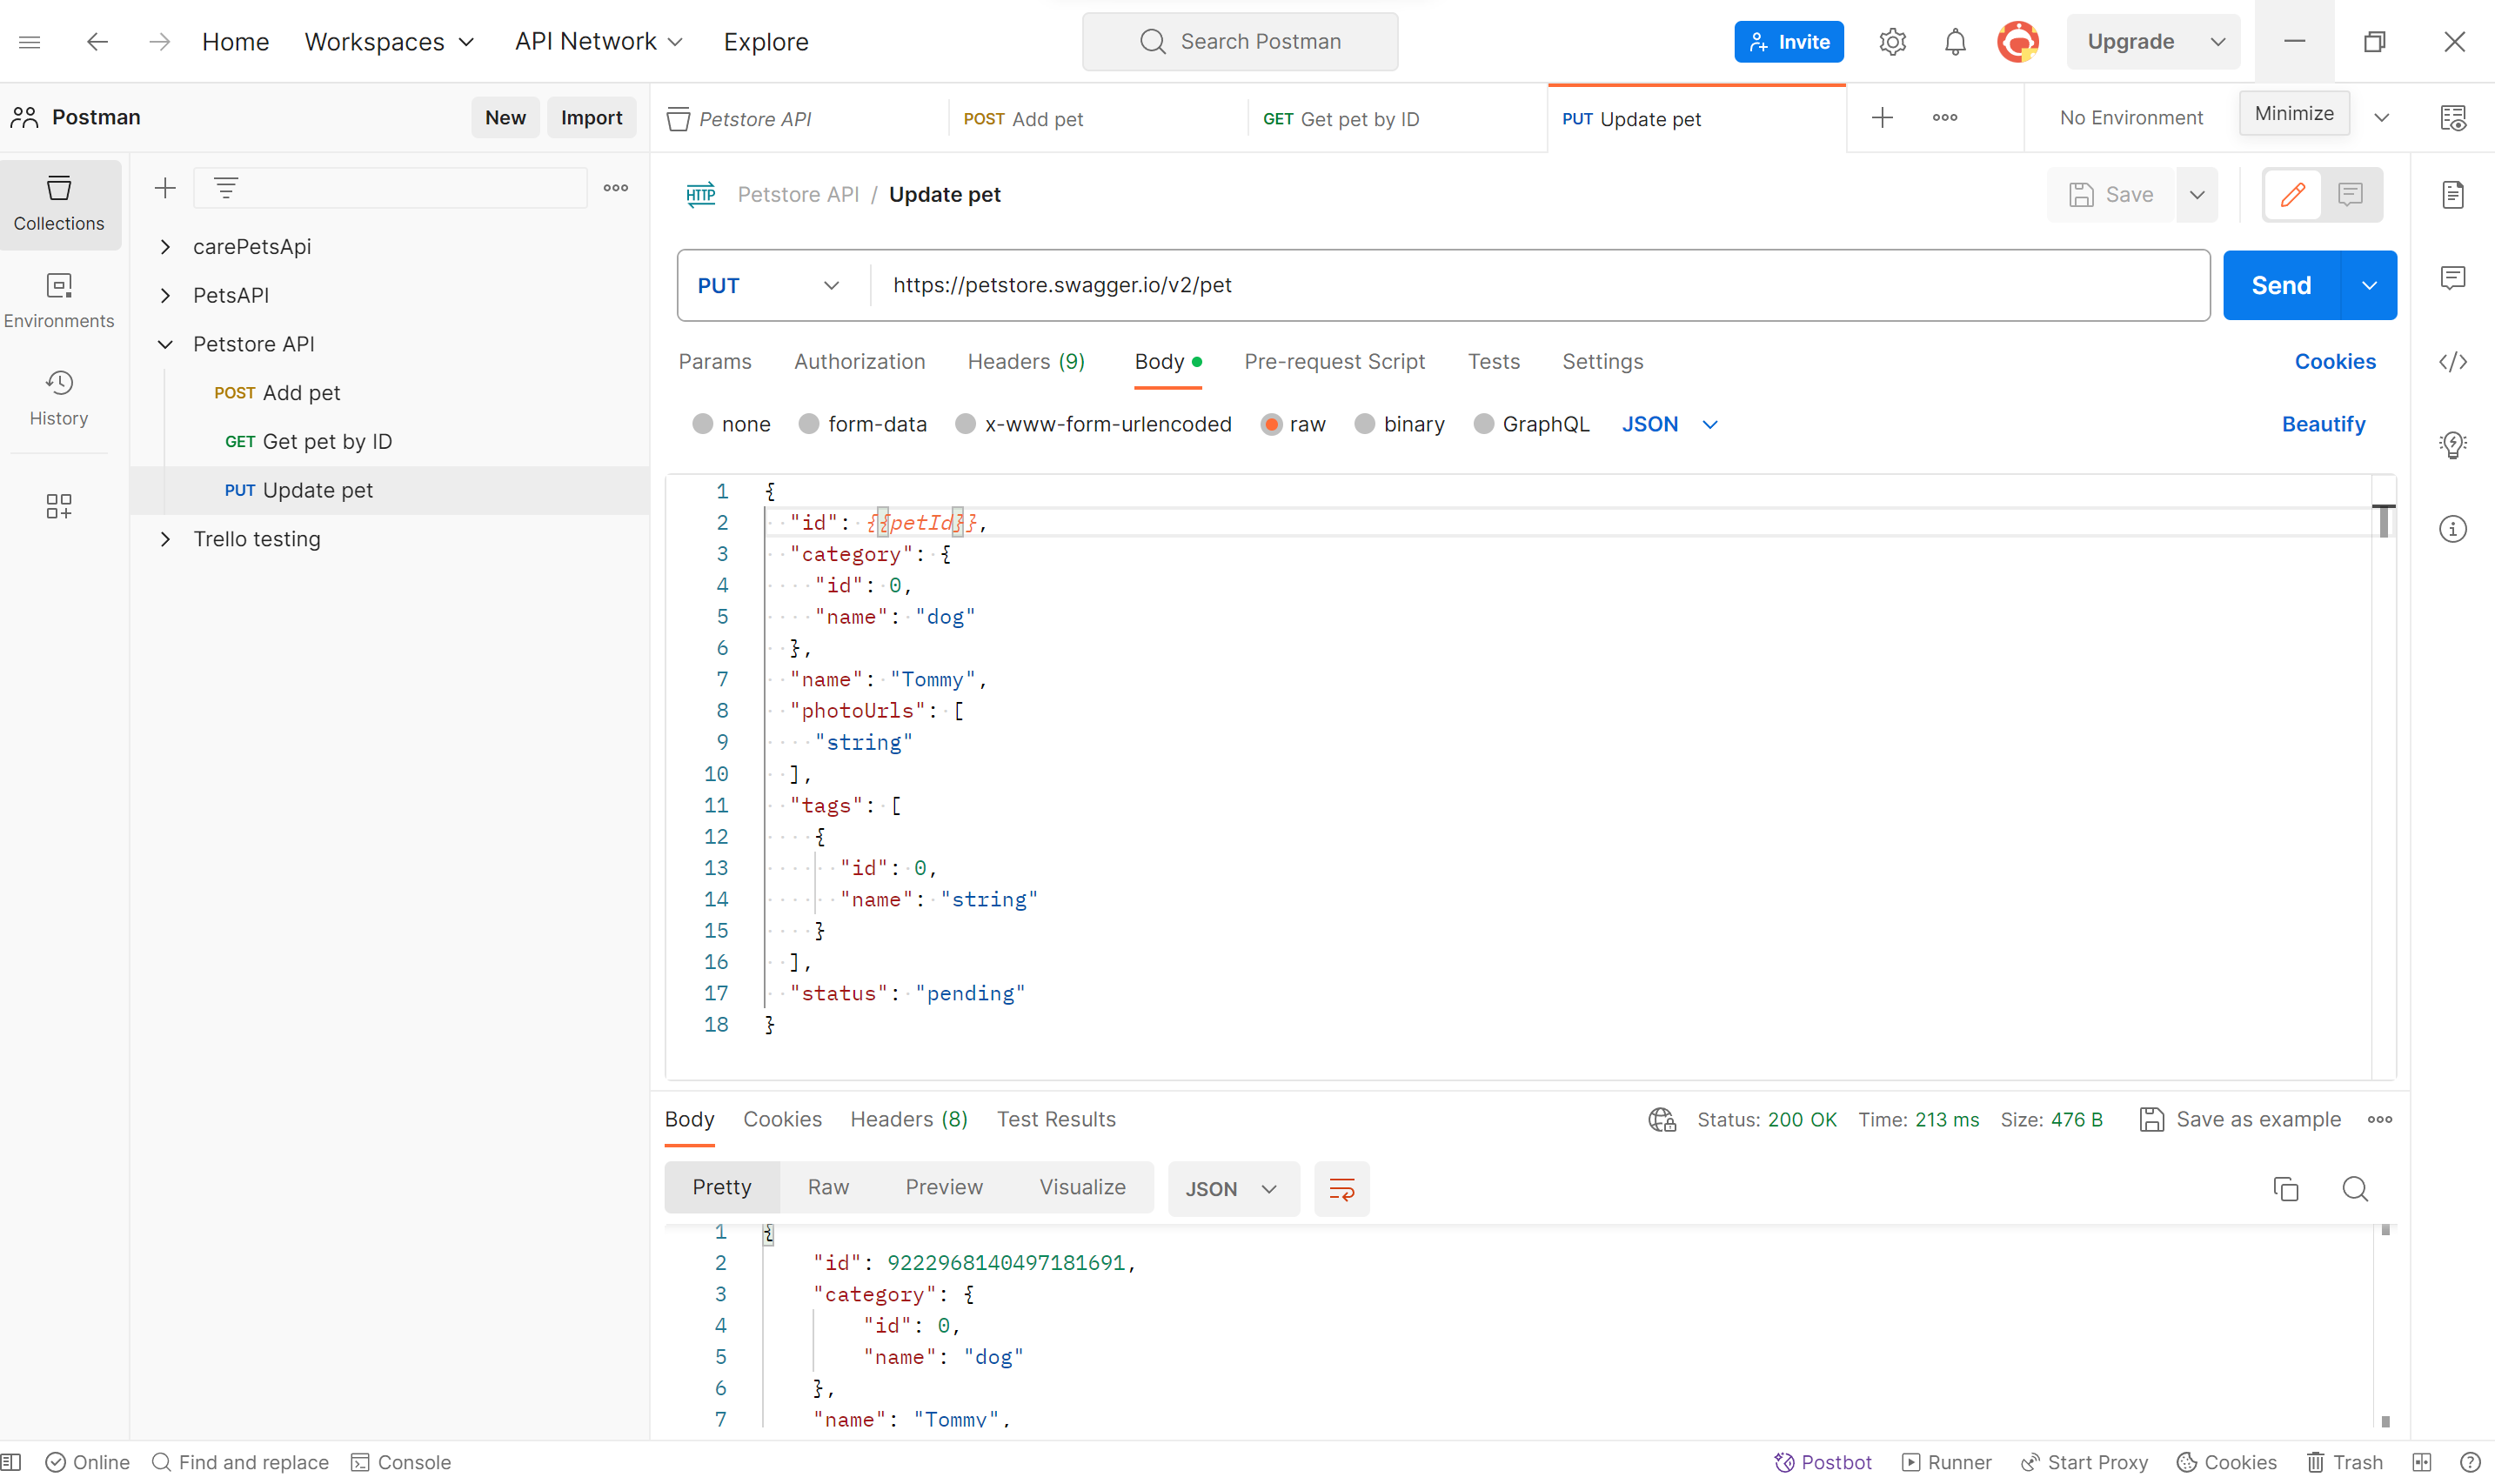 Home Workspaces API Network Explore Search Postman Invite Upgrade
Postman New Import Petstore API POST Add pet GET Get pet by ID PUT Update pet No Environment Minimize
Collections
Environments
History
carePetsApi
PetsAPI
Petstore API
POST Add pet
GET Get pet by ID
PUT Update pet
Trello testing
HTTP Petstore API / Update pet Save
PUT https://petstore.swagger.io/v2/pet Send
Params Authorization Headers (9) Body Pre-request Script Tests Settings Cookies
none form-data x-www-form-urlencoded raw binary GraphQL JSON Beautify
1 {
2 "id": {{petId}},
3 "category": {
4 "id": 0,
5 "name": "dog"
6 },
7 "name": "Tommy",
8 "photoUrls": [
9 "string"
10 ],
11 "tags": [
12 {
13 "id": 0,
14 "name": "string"
15 }
16 ],
17 "status": "pending"
18 }
Body Cookies Headers (8) Test Results Status: 200 OK Time: 213 ms Size: 476 B Save as example
Pretty Raw Preview Visualize JSON
1 {
2 "id": 9222968140497181691,
3 "category": {
4 "id": 0,
5 "name": "dog"
6 },
7 "name": "Tommy",
Online Find and replace Console Postbot Runner Start Proxy Cookies Trash